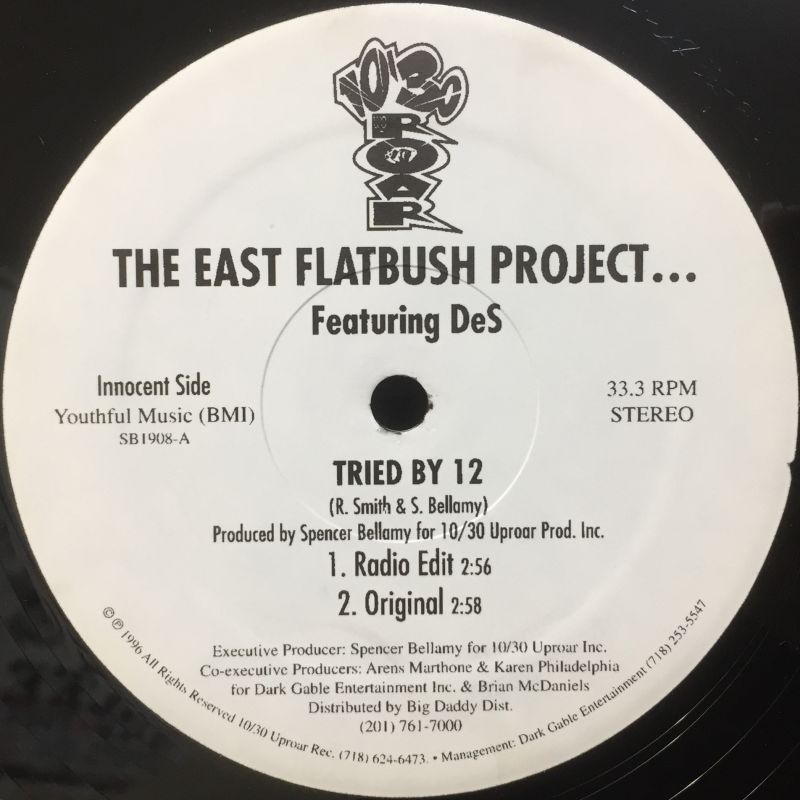 10/30
UPROAR
THE EAST FLATBUSH PROJECT...
Featuring DeS
Innocent Side
Youthful Music (BMI)
SB1908-A
33.3 RPM
STEREO
TRIED BY 12
(R. Smith & S. Bellamy)
Produced by Spencer Bellamy for 10/30 Uproar Prod. Inc.
1. Radio Edit 2:56
2. Original 2:58
Executive Producer: Spencer Bellamy for 10/30 Uproar Inc.
Co-executive Producers: Arens Marthone & Karen Philadelphia
for Dark Gable Entertainment Inc. & Brian McDaniels
Distributed by Big Daddy Dist.
(201) 761-7000
© ℗ 1996 All Rights Reserved 10/30 Uproar Rec. (718) 624-6473. • Management: Dark Gable Entertainment (718) 253-5547